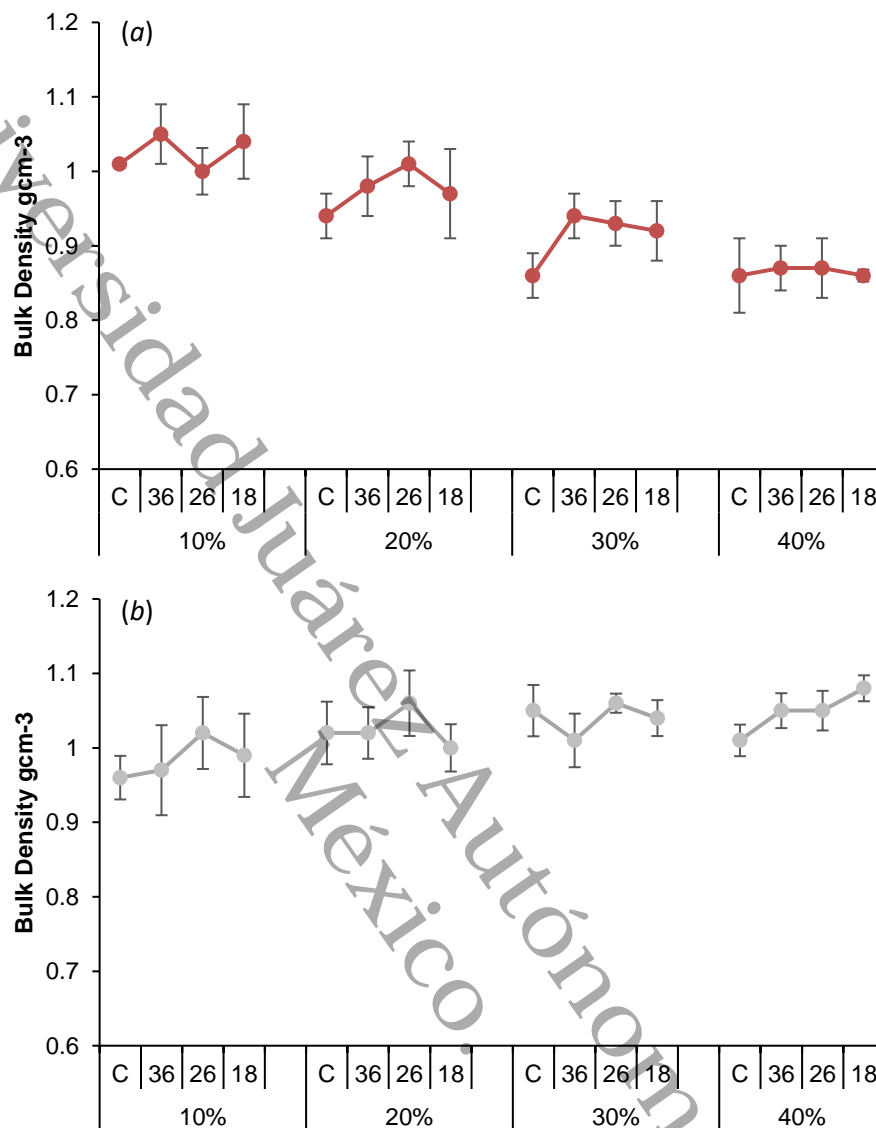 (a)
Bulk Density gcm-3
1.2
1.1
1
0.9
0.8
0.7
0.6
C 36 26 18 C 36 26 18 C 36 26 18 C 36 26 18
10% 20% 30% 40%
(b)
Bulk Density gcm-3
1.2
1.1
1
0.9
0.8
0.7
0.6
C 36 26 18 C 36 26 18 C 36 26 18 C 36 26 18
10% 20% 30% 40%
versidad Juárez Autónom
México.